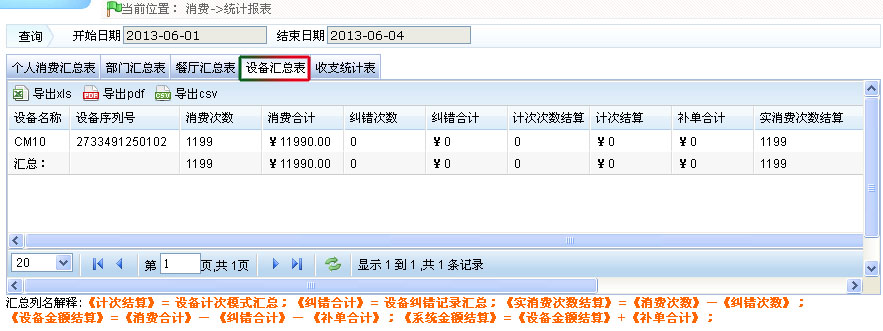 当前位置： 消费->统计报表
查询 开始日期 2013-06-01 结束日期 2013-06-04
个人消费汇总表 部门汇总表 餐厅汇总表 设备汇总表 收支统计表
导出xls 导出pdf 导出csv
设备名称 设备序列号 消费次数 消费合计 纠错次数 纠错合计 计次次数结算 计次结算 补单合计 实消费次数结算
CM10 2733491250102 1199 ￥11990.00 0 ￥0 0 ￥0 ￥0 1199
汇总： 1199 ￥11990.00 0 ￥0 0 ￥0 ￥0 1199
20 第 1 页,共 1页 显示 1 到 1 ,共 1 条记录
汇总列名解释:《计次结算》= 设备计次模式汇总；《纠错合计》= 设备纠错记录汇总；《实消费次数结算》=《消费次数》－《纠错次数》；
《设备金额结算》=《消费合计》－《纠错合计》－《补单合计》；《系统金额结算》=《设备金额结算》+《补单合计》；